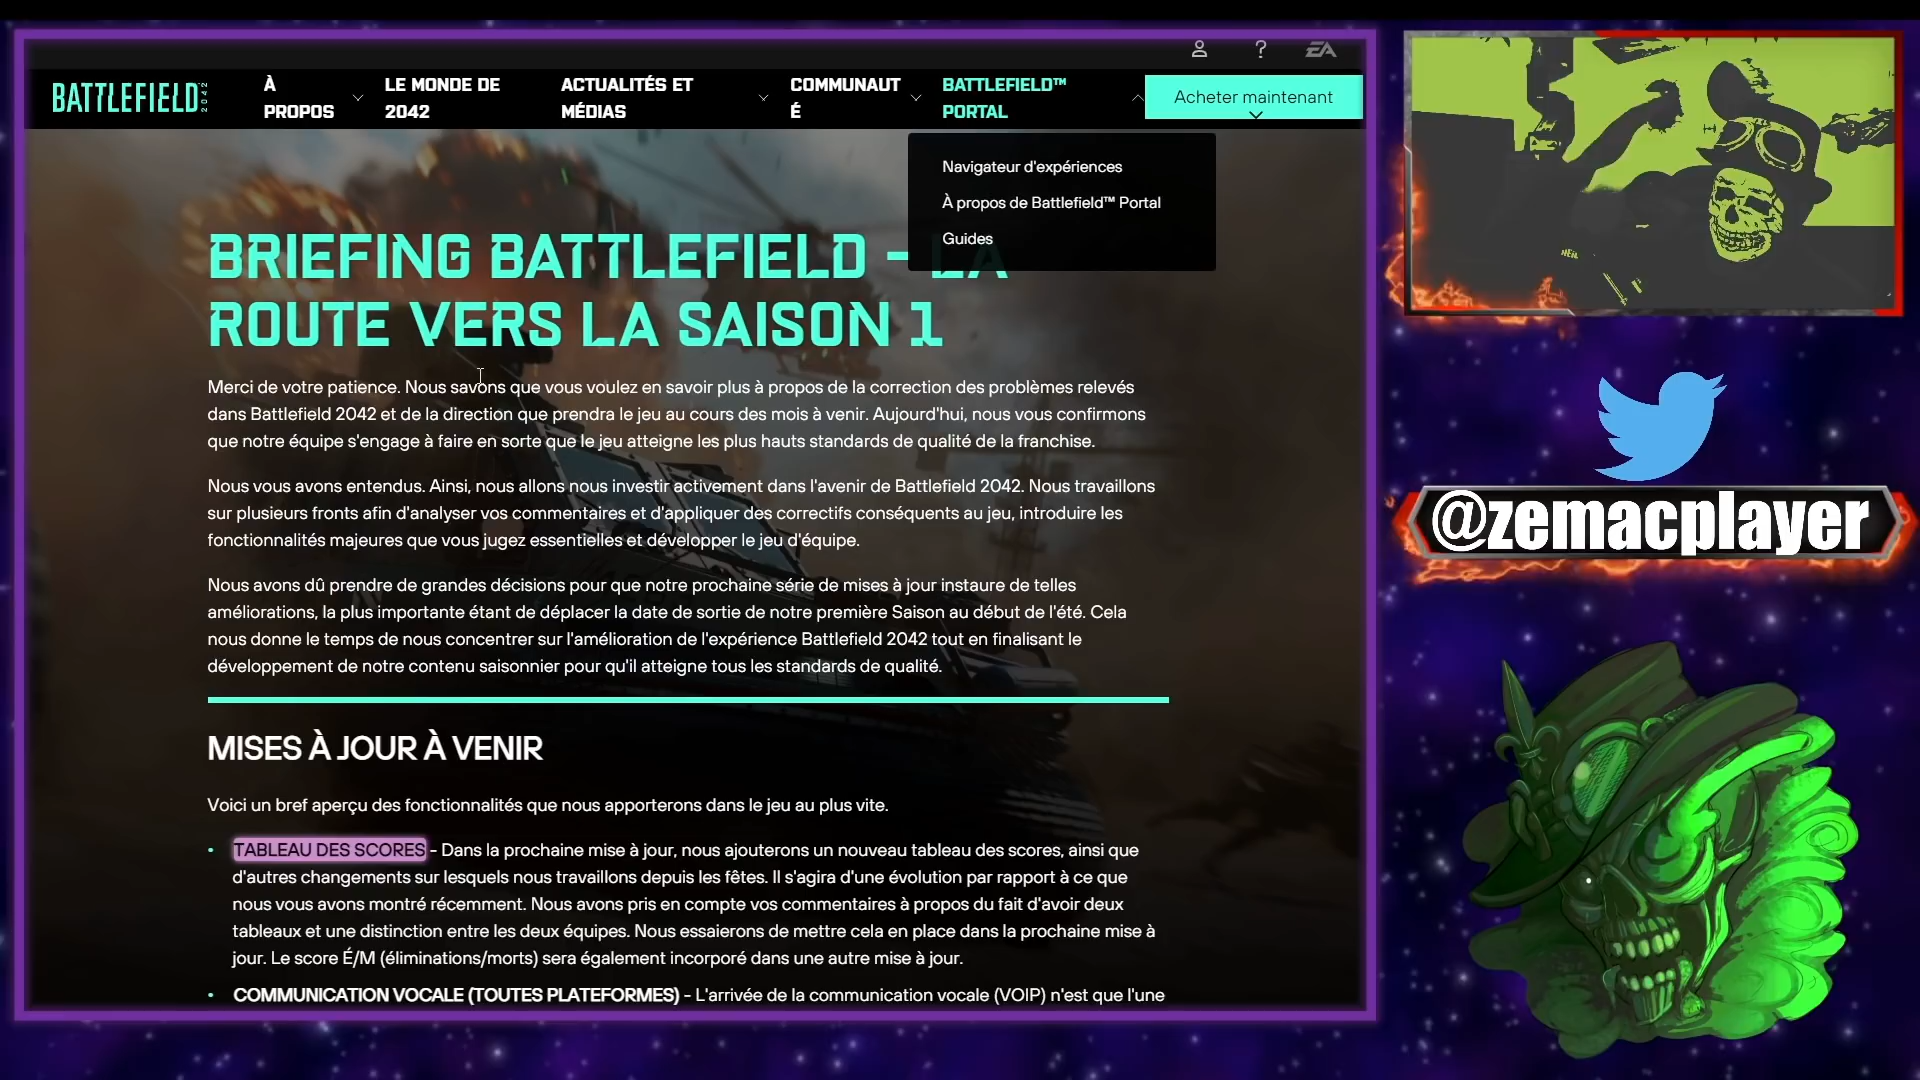 EA
BATTLEFIELD 2042
À PROPOS
LE MONDE DE 2042
ACTUALITÉS ET MÉDIAS
COMMUNAUTÉ
BATTLEFIELD™ PORTAL
Acheter maintenant
Navigateur d'expériences
À propos de Battlefield™ Portal
Guides
BRIEFING BATTLEFIELD - LA
ROUTE VERS LA SAISON 1
Merci de votre patience. Nous savons que vous voulez en savoir plus à propos de la correction des problèmes relevés
dans Battlefield 2042 et de la direction que prendra le jeu au cours des mois à venir. Aujourd'hui, nous vous confirmons
que notre équipe s'engage à faire en sorte que le jeu atteigne les plus hauts standards de qualité de la franchise.
Nous vous avons entendus. Ainsi, nous allons nous investir activement dans l'avenir de Battlefield 2042. Nous travaillons
sur plusieurs fronts afin d'analyser vos commentaires et d'appliquer des correctifs conséquents au jeu, introduire les
fonctionnalités majeures que vous jugez essentielles et développer le jeu d'équipe.
Nous avons dû prendre de grandes décisions pour que notre prochaine série de mises à jour instaure de telles
améliorations, la plus importante étant de déplacer la date de sortie de notre première Saison au début de l'été. Cela
nous donne le temps de nous concentrer sur l'amélioration de l'expérience Battlefield 2042 tout en finalisant le
développement de notre contenu saisonnier pour qu'il atteigne tous les standards de qualité.
MISES À JOUR À VENIR
Voici un bref aperçu des fonctionnalités que nous apporterons dans le jeu au plus vite.
• TABLEAU DES SCORES - Dans la prochaine mise à jour, nous ajouterons un nouveau tableau des scores, ainsi que
d'autres changements sur lesquels nous travaillons depuis les fêtes. Il s'agira d'une évolution par rapport à ce que
nous vous avons montré récemment. Nous avons pris en compte vos commentaires à propos du fait d'avoir deux
tableaux et une distinction entre les deux équipes. Nous essaierons de mettre cela en place dans la prochaine mise à
jour. Le score É/M (éliminations/morts) sera également incorporé dans une autre mise à jour.
• COMMUNICATION VOCALE (TOUTES PLATEFORMES) - L'arrivée de la communication vocale (VOIP) n'est que l'une
@zemacplayer